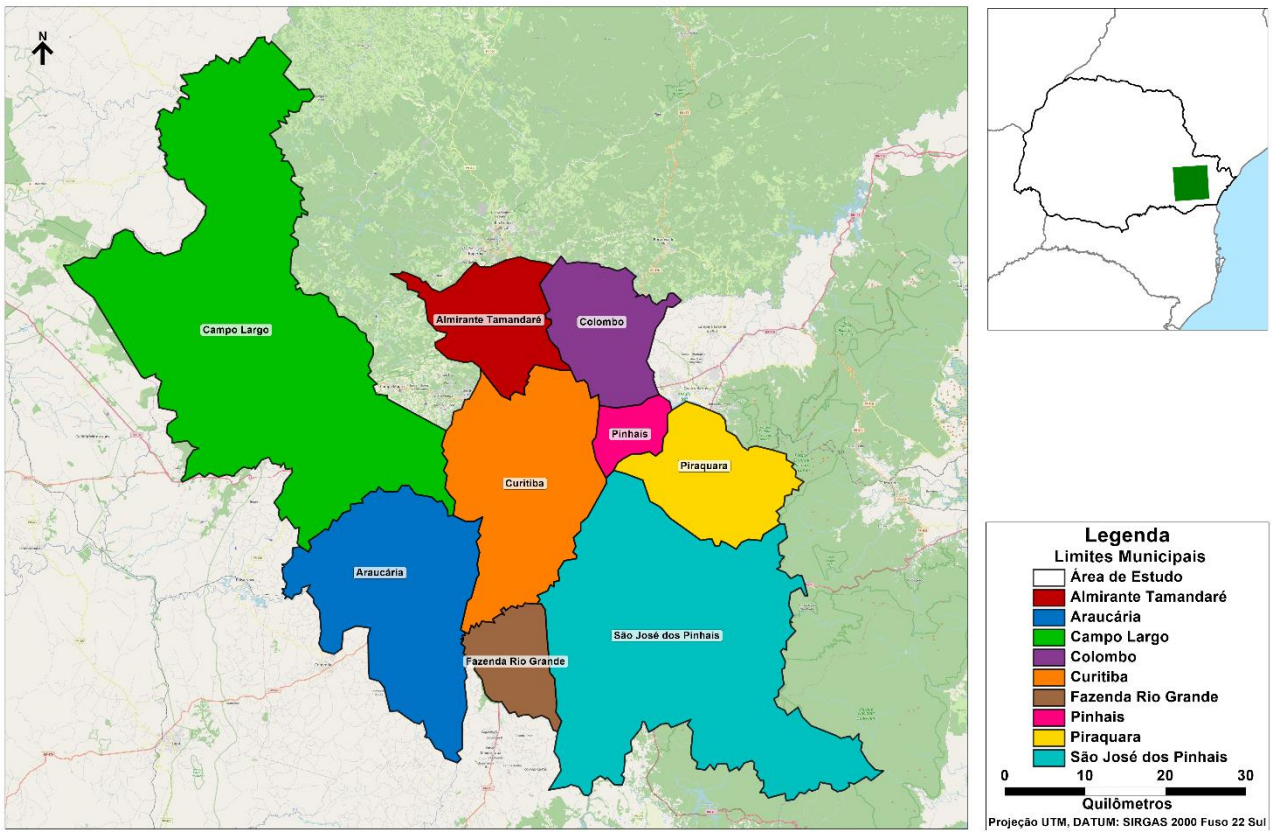 N
Campo Largo
Almirante Tamandaré
Colombo
Pinhais
Piraquara
Curitiba
Araucária
São José dos Pinhais
Fazenda Rio Grande
Legenda
Limites Municipais
Área de Estudo
Almirante Tamandaré
Araucária
Campo Largo
Colombo
Curitiba
Fazenda Rio Grande
Pinhais
Piraquara
São José dos Pinhais
0 10 20 30
Quilômetros
Projeção UTM, DATUM: SIRGAS 2000 Fuso 22 Sul